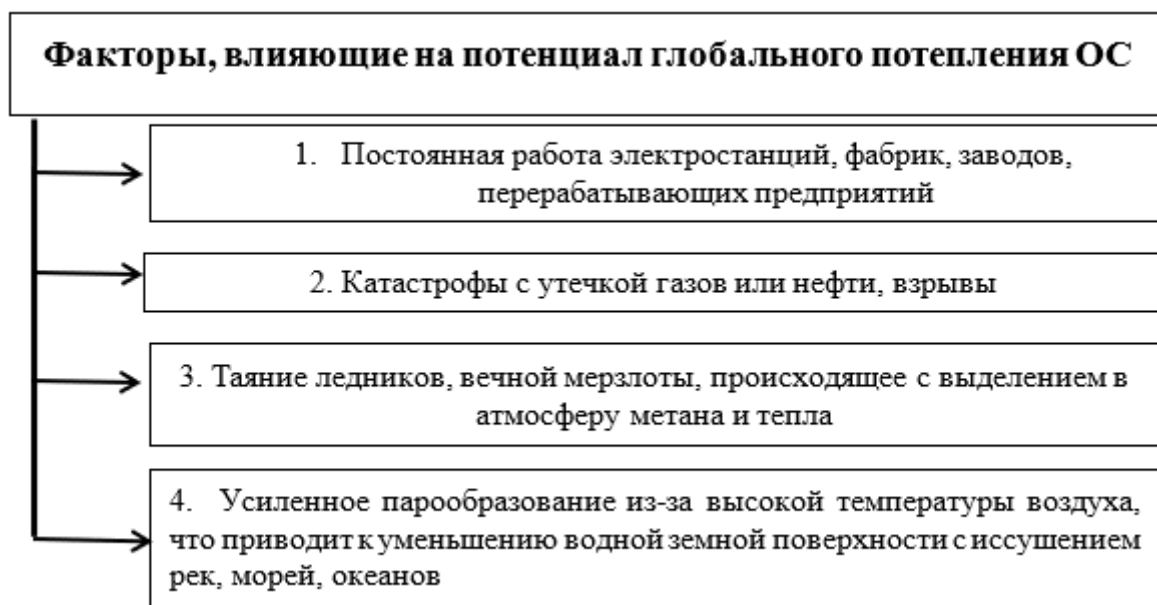 Факторы, влияющие на потенциал глобального потепления ОС
1. Постоянная работа электростанций, фабрик, заводов,
перерабатывающих предприятий
2. Катастрофы с утечкой газов или нефти, взрывы
3. Таяние ледников, вечной мерзлоты, происходящее с выделением в
атмосферу метана и тепла
4. Усиленное парообразование из-за высокой температуры воздуха,
что приводит к уменьшению водной земной поверхности с иссушением
рек, морей, океанов